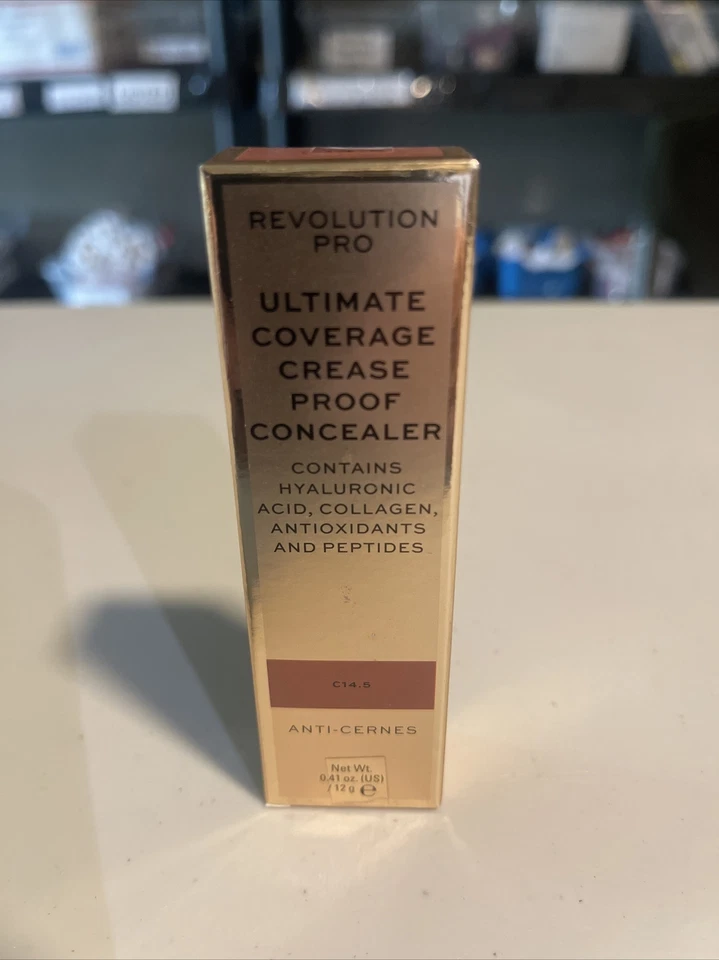 REVOLUTION
PRO
ULTIMATE
COVERAGE
CREASE
PROOF
CONCEALER
CONTAINS
HYALURONIC
ACID, COLLAGEN,
ANTIOXIDANTS
AND PEPTIDES
C14.5
ANTI-CERNES
Net Wt.
0.41 oz. (US)
/ 12 g ℮